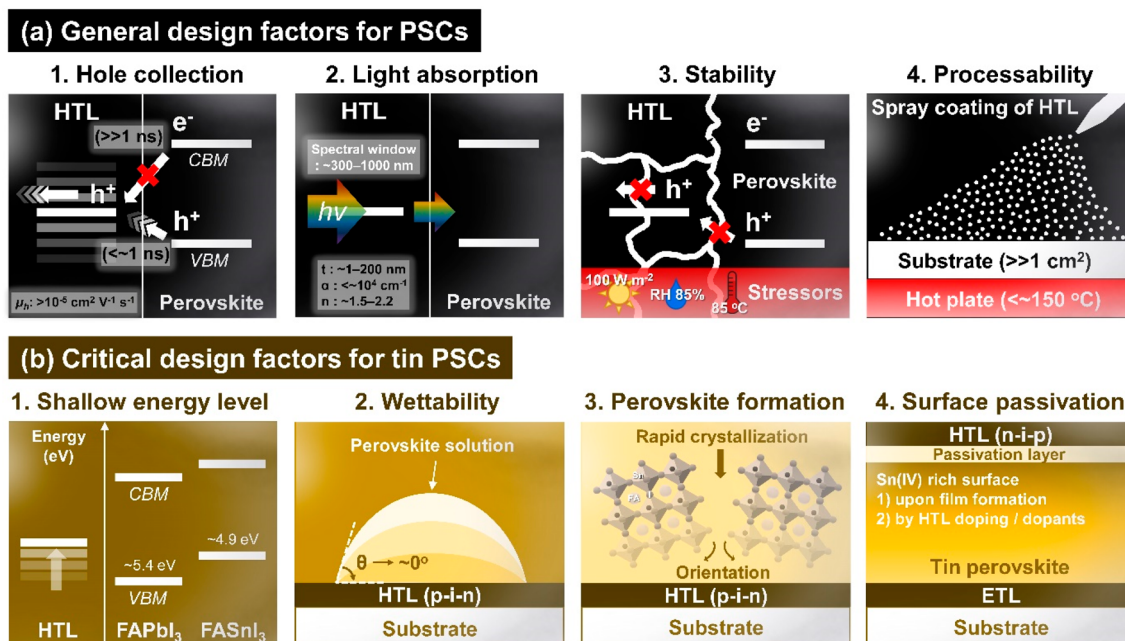 (a) General design factors for PSCs
1. Hole collection
HTL
(>>1 ns)
e-
CBM
h+
h+
(<~1 ns)
VBM
μh: >10-5 cm2 V-1 s-1
Perovskite
2. Light absorption
HTL
Spectral window
: ~300–1000 nm
hν
t : ~1–200 nm
α : <~10⁴ cm-1
n : ~1.5–2.2
Perovskite
3. Stability
HTL
e-
Perovskite
h+
h+
100 W m-2
RH 85%
85 ºC
Stressors
4. Processability
Spray coating of HTL
Substrate (>>1 cm²)
Hot plate (<~150 ºC)
(b) Critical design factors for tin PSCs
1. Shallow energy level
Energy
(eV)
CBM
~5.4 eV
~4.9 eV
VBM
HTL
FAPbI₃
FASnI₃
2. Wettability
Perovskite solution
θ → ~0º
HTL (p-i-n)
Substrate
3. Perovskite formation
Rapid crystallization
Sn
FA
I
Orientation
HTL (p-i-n)
Substrate
4. Surface passivation
HTL (n-i-p)
Passivation layer
Sn(IV) rich surface
1) upon film formation
2) by HTL doping / dopants
Tin perovskite
ETL
Substrate